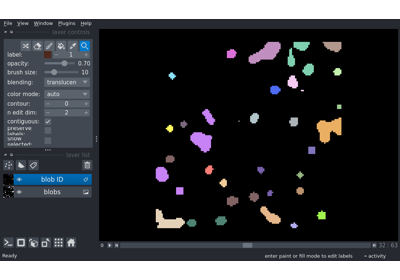 File View Window Plugins Help
layer controls
label: 1
opacity: 0.70
brush size: 10
blending: translucen
color mode: auto
contour: 0
n edit dim: 2
contiguous:
preserve labels:
show selected:
layer list
blob ID
blobs
0 32 63
Ready enter paint or fill mode to edit labels activity